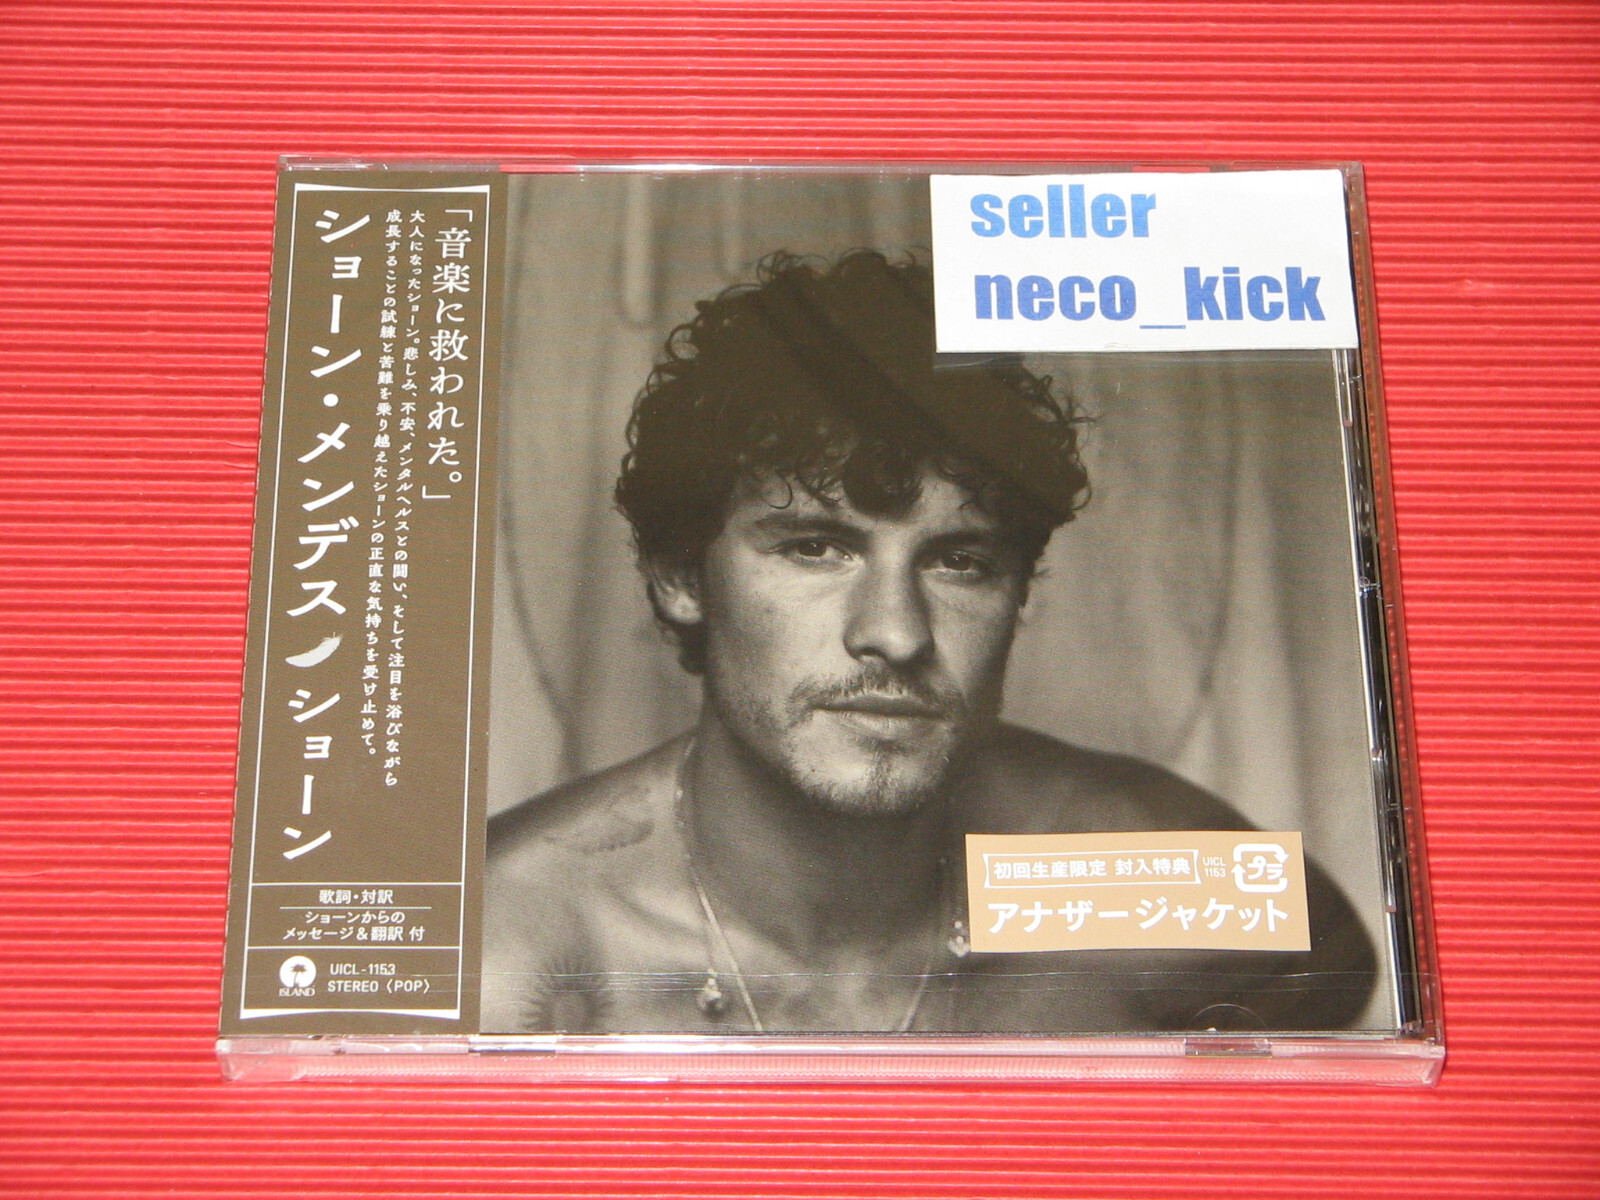 「音楽に救われた。」
大人になったショーン。悲しみ、不安、メンタルヘルスとの闘い、そして注目を浴びながら
成長することの試練と苦難を乗り越えたショーンの正直な気持ちを受け止めて。
ショーン・メンデス/ショーン
歌詞・対訳
ショーンからの
メッセージ&翻訳 付
ISLAND
UICL-1153
STEREO〈POP〉
seller
neco_kick
初回生産限定 封入特典
UICL
1153
プラ
アナザージャケット